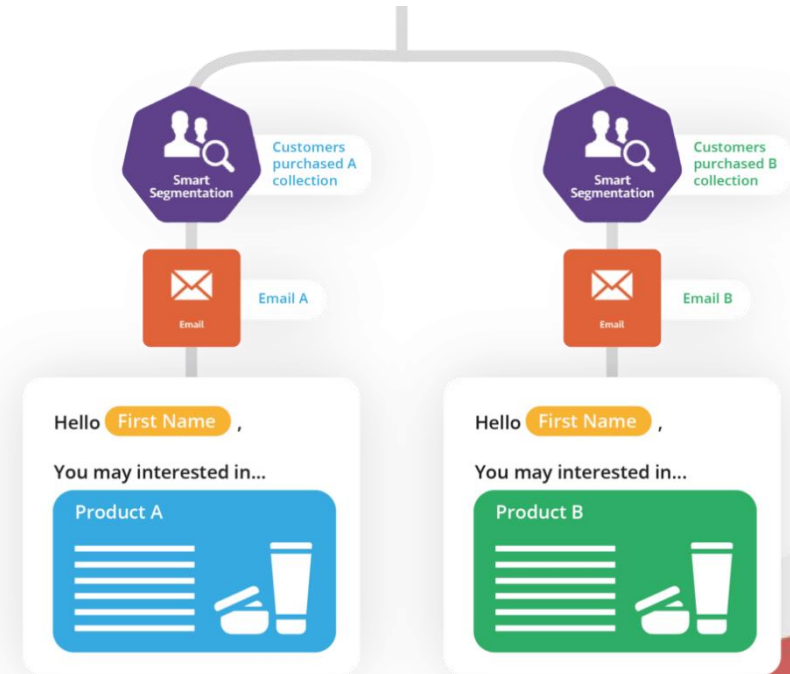 Smart
Segmentation
Customers
purchased A
collection
Email
Email A
Hello First Name ,
You may interested in...
Product A
Smart
Segmentation
Customers
purchased B
collection
Email
Email B
Hello First Name ,
You may interested in...
Product B